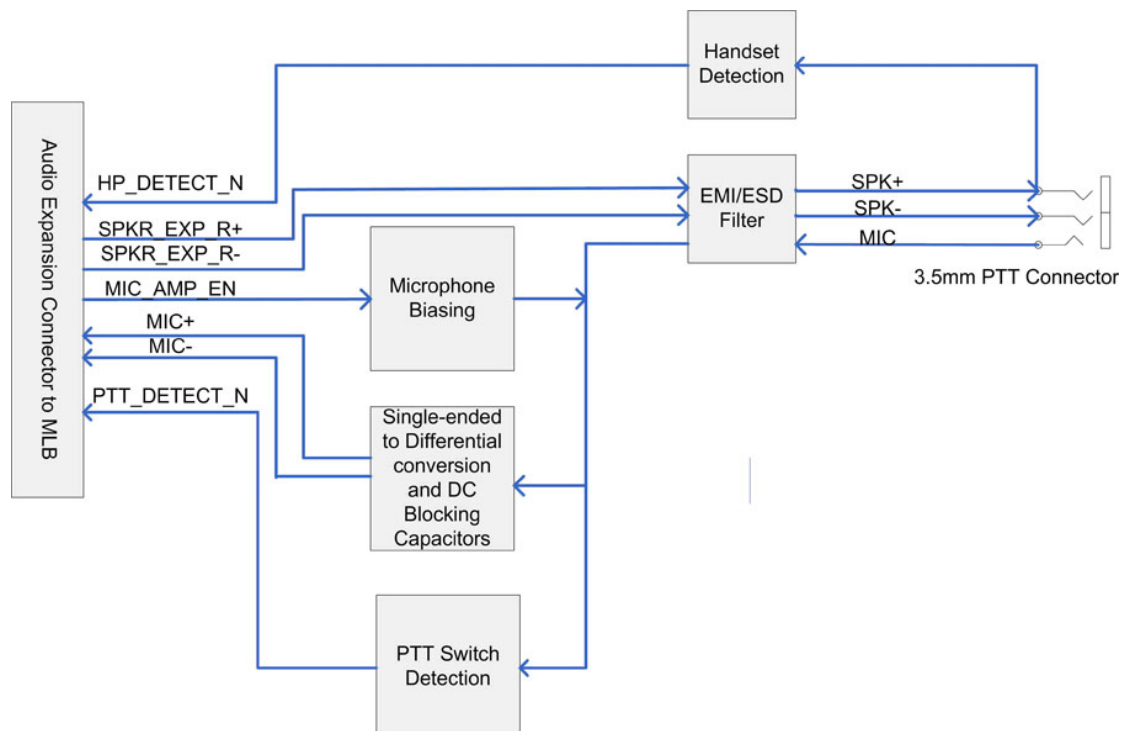 Handset
Detection
Audio Expansion Connector to MLB
HP_DETECT_N
SPKR_EXP_R+
SPKR_EXP_R-
MIC_AMP_EN
MIC+
MIC-
PTT_DETECT_N
EMI/ESD
Filter
SPK+
SPK-
MIC
3.5mm PTT Connector
Microphone
Biasing
Single-ended
to Differential
conversion
and DC
Blocking
Capacitors
PTT Switch
Detection